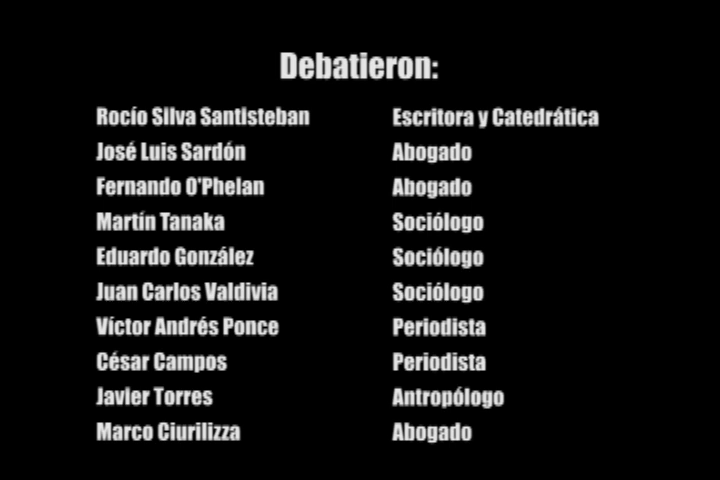 Debatieron:
Rocío Silva Santisteban Escritora y Catedrática
José Luis Sardón Abogado
Fernando O'Phelan Abogado
Martín Tanaka Sociólogo
Eduardo González Sociólogo
Juan Carlos Valdivia Sociólogo
Víctor Andrés Ponce Periodista
César Campos Periodista
Javier Torres Antropólogo
Marco Ciurilizza Abogado